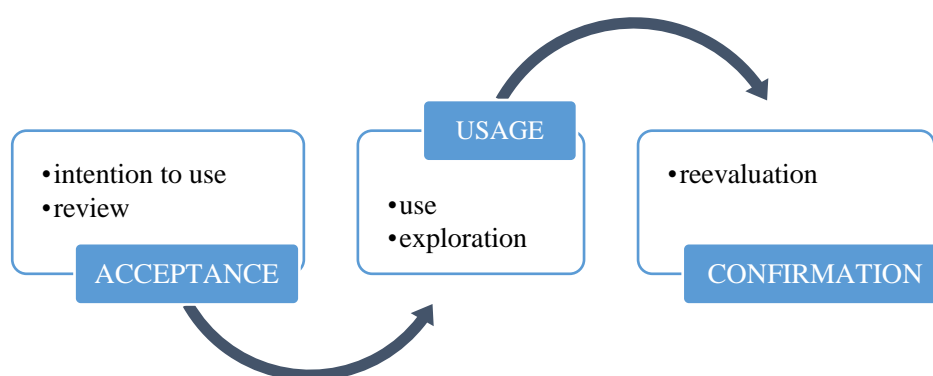 •intention to use
•review
ACCEPTANCE
USAGE
•use
•exploration
•reevaluation
CONFIRMATION